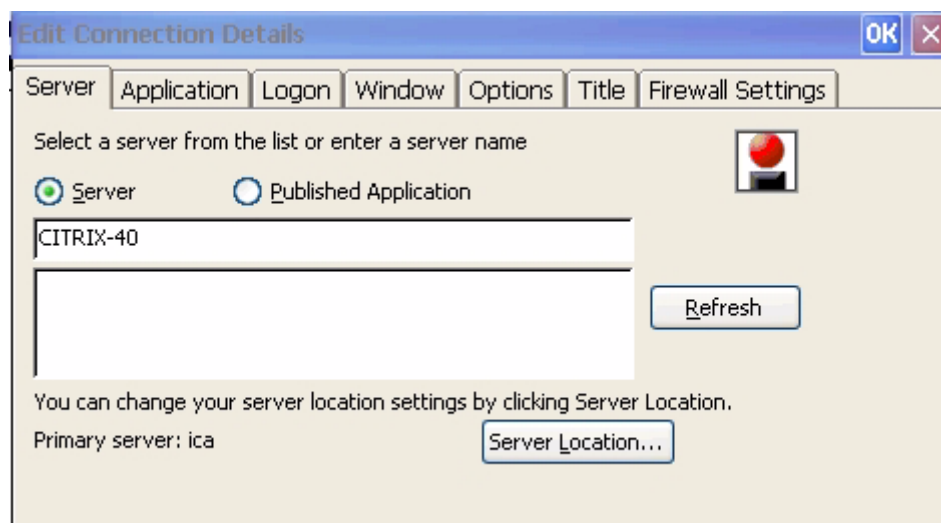 Edit Connection Details OK
Server Application Logon Window Options Title Firewall Settings
Select a server from the list or enter a server name
Server Published Application
CITRIX-40
Refresh
You can change your server location settings by clicking Server Location.
Primary server: ica Server Location...